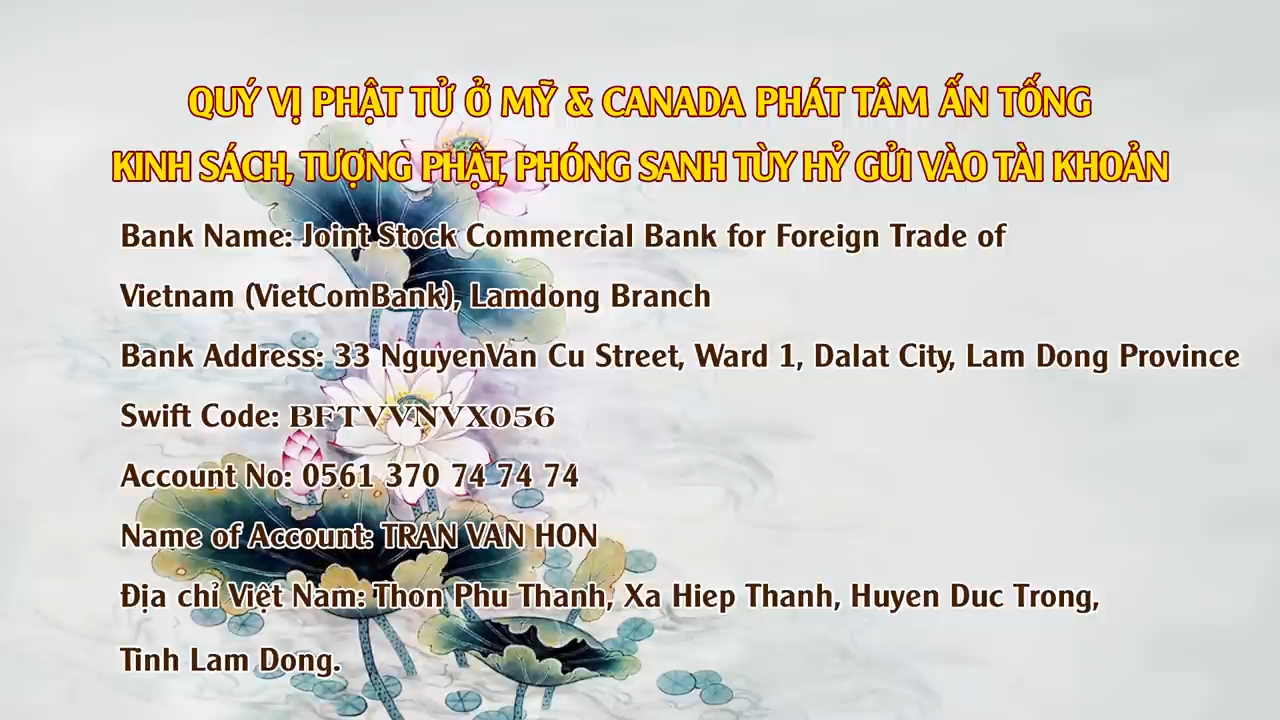 QUÝ VỊ PHẬT TỬ Ở MỸ & CANADA PHÁT TÂM ẤN TỐNG
KINH SÁCH, TƯỢNG PHẬT, PHÓNG SANH TÙY HỶ GỬI VÀO TÀI KHOẢN
Bank Name: Joint Stock Commercial Bank for Foreign Trade of
Vietnam (VietComBank), Lamdong Branch
Bank Address: 33 NguyenVan Cu Street, Ward 1, Dalat City, Lam Dong Province
Swift Code: BFTVVNVX056
Account No: 0561 370 74 74 74
Name of Account: TRAN VAN HON
Địa chỉ Việt Nam: Thon Phu Thanh, Xa Hiep Thanh, Huyen Duc Trong,
Tỉnh Lam Dong.